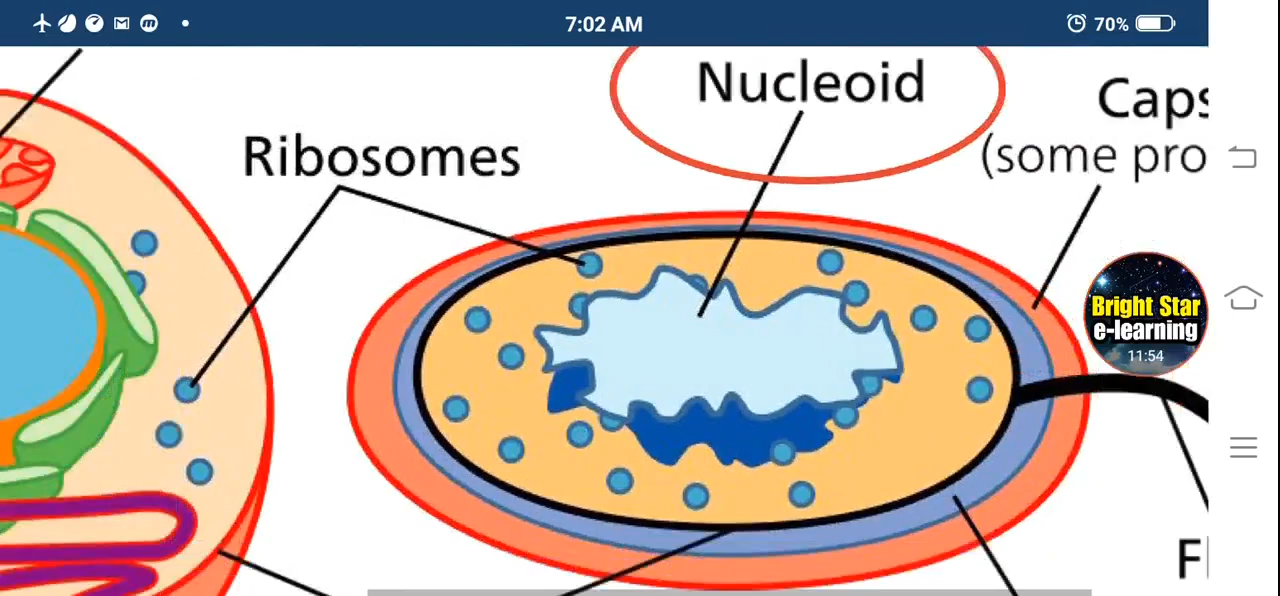 7:02 AM
70%
Nucleoid
Caps
(some pro
Ribosomes
Bright Star
e-learning
11:54
F